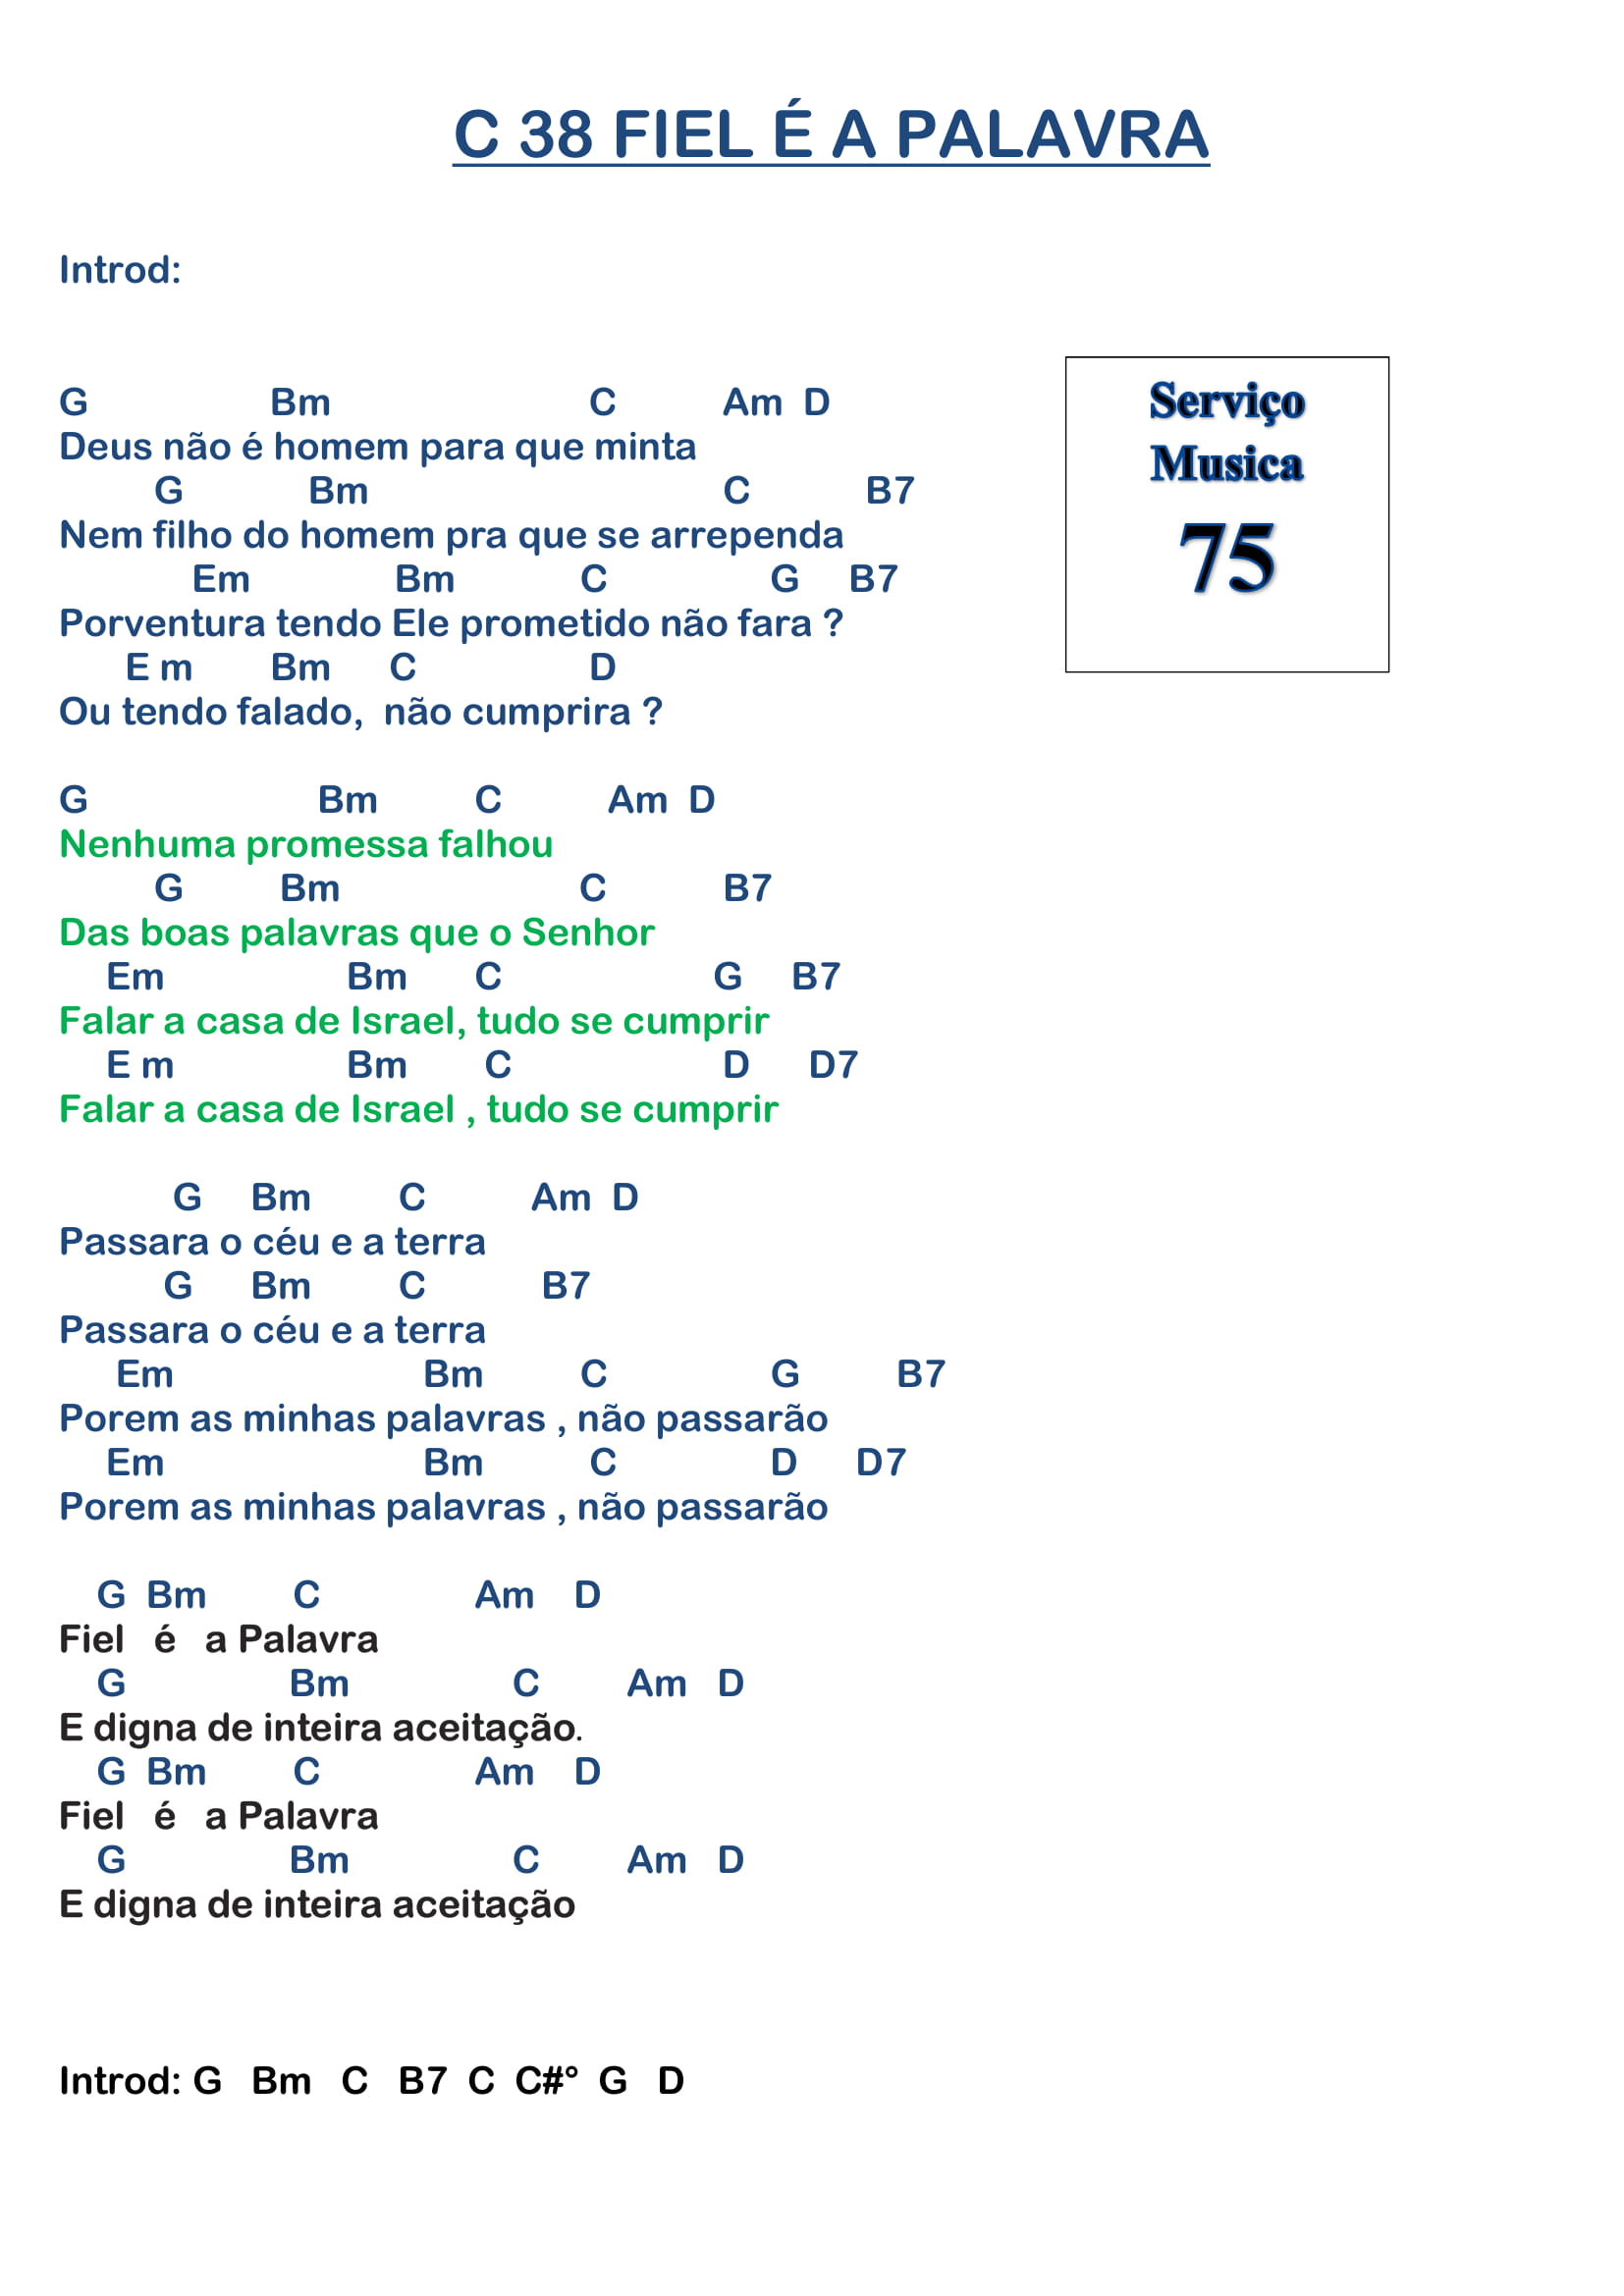 C 38 FIEL É A PALAVRA
Introd:
Serviço
Musica
75
G Bm C Am D
Deus não é homem para que minta
G Bm C B7
Nem filho do homem pra que se arrependa
Em Bm C G B7
Porventura tendo Ele prometido não fara ?
E m Bm C D
Ou tendo falado, não cumprira ?
G Bm C Am D
Nenhuma promessa falhou
G Bm C B7
Das boas palavras que o Senhor
Em Bm C G B7
Falar a casa de Israel, tudo se cumprir
E m Bm C D D7
Falar a casa de Israel , tudo se cumprir
G Bm C Am D
Passara o céu e a terra
G Bm C B7
Passara o céu e a terra
Em Bm C G B7
Porem as minhas palavras , não passarão
Em Bm C D D7
Porem as minhas palavras , não passarão
G Bm C Am D
Fiel é a Palavra
G Bm C Am D
E digna de inteira aceitação.
G Bm C Am D
Fiel é a Palavra
G Bm C Am D
E digna de inteira aceitação
Introd: G Bm C B7 C C#° G D